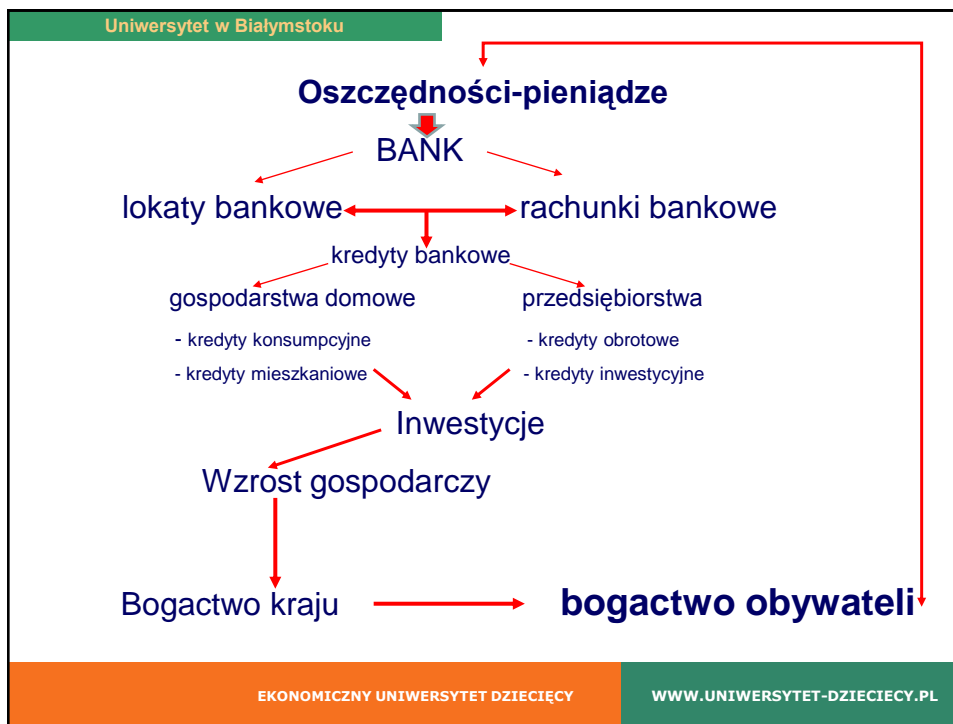 Uniwersytet w Białymstoku
Oszczędności-pieniądze
BANK
lokaty bankowe
rachunki bankowe
kredyty bankowe
gospodarstwa domowe
przedsiębiorstwa
- kredyty konsumpcyjne
- kredyty obrotowe
- kredyty mieszkaniowe
- kredyty inwestycyjne
Inwestycje
Wzrost gospodarczy
Bogactwo kraju
bogactwo obywateli
EKONOMICZNY UNIWERSYTET DZIECIĘCY
WWW.UNIWERSYTET-DZIECIECY.PL